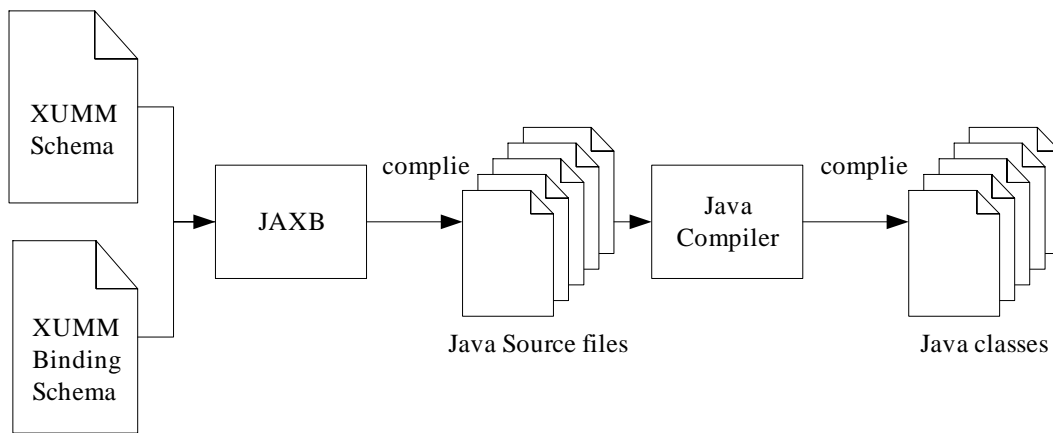 XUMM
Schema
XUMM
Binding
Schema
JAXB
complie
Java Source files
Java
Compiler
complie
Java classes